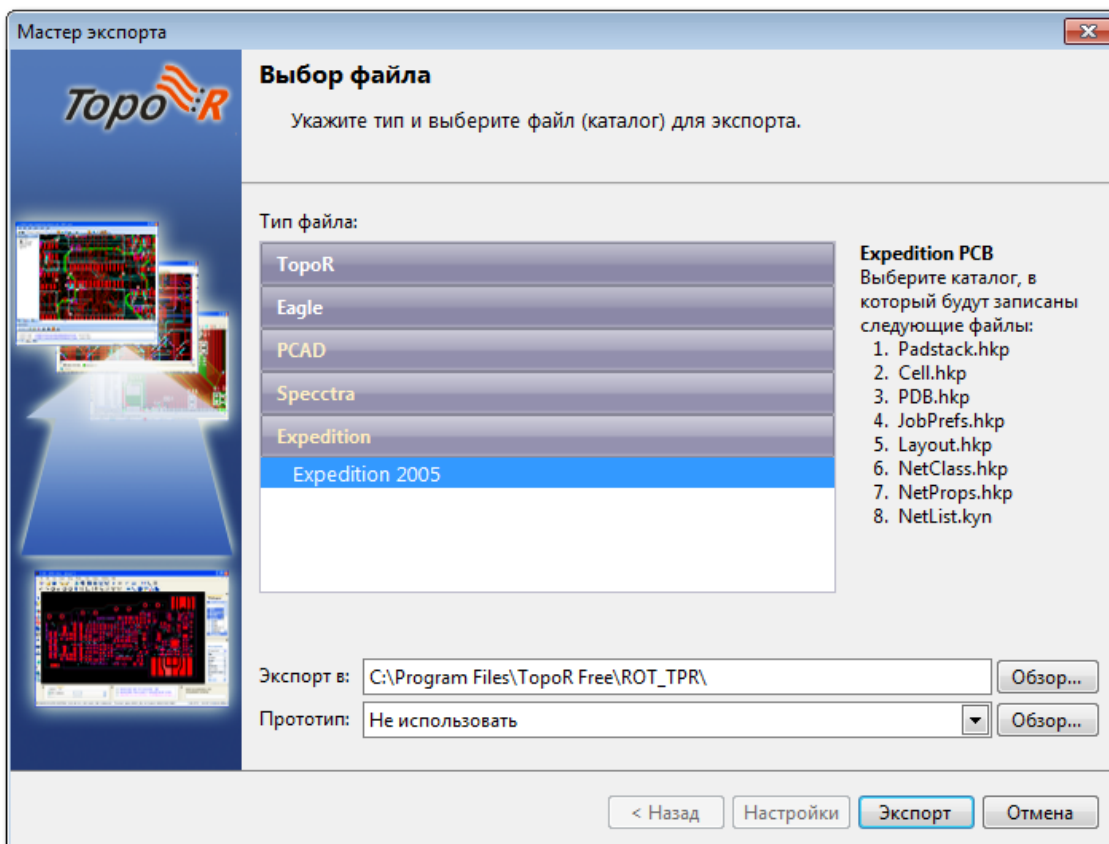 Мастер экспорта
TopoR
Выбор файла
Укажите тип и выберите файл (каталог) для экспорта.
Тип файла:
TopoR
Eagle
PCAD
Specctra
Expedition
Expedition 2005
Expedition PCB
Выберите каталог, в
который будут записаны
следующие файлы:
1. Padstack.hkp
2. Cell.hkp
3. PDB.hkp
4. JobPrefs.hkp
5. Layout.hkp
6. NetClass.hkp
7. NetProps.hkp
8. NetList.kyn
Экспорт в: C:\Program Files\TopoR Free\ROT_TPR\ Обзор...
Прототип: Не использовать Обзор...
< Назад Настройки Экспорт Отмена